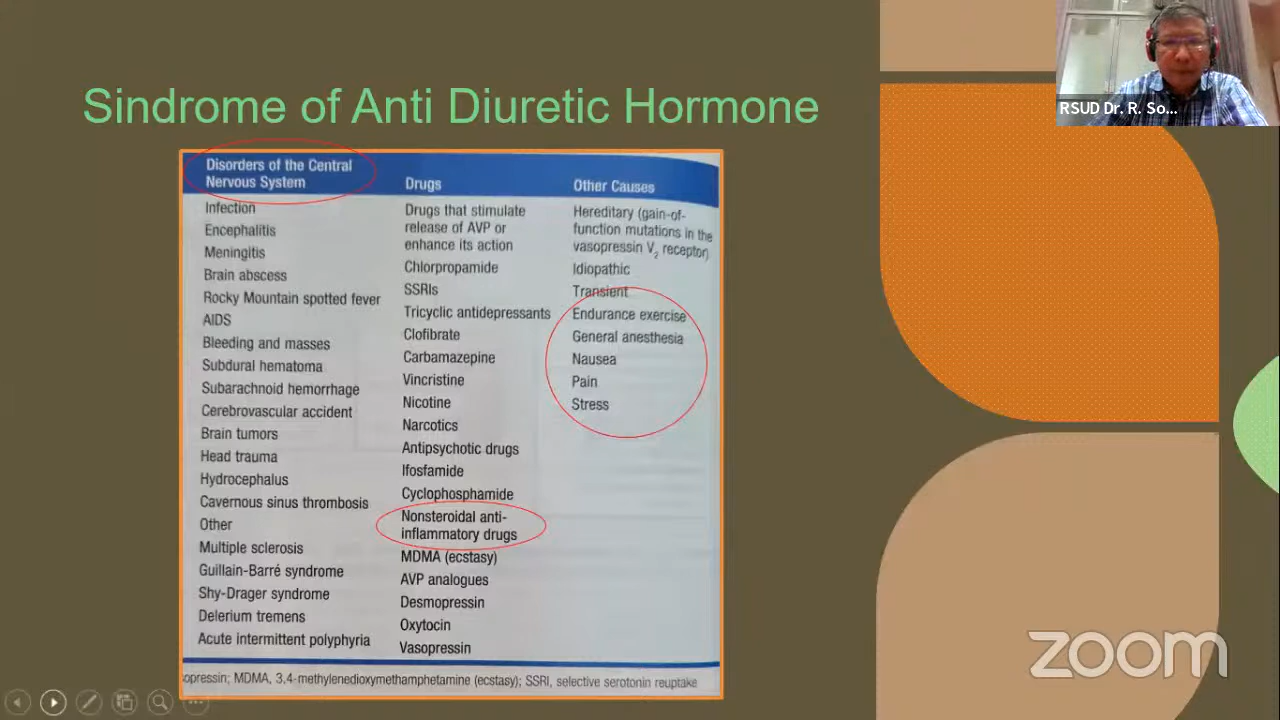 Sindrome of Anti Diuretic Hormone
RSUD Dr. R. So...
Disorders of the Central
Nervous System
Infection
Encephalitis
Meningitis
Brain abscess
Rocky Mountain spotted fever
AIDS
Bleeding and masses
Subdural hematoma
Subarachnoid hemorrhage
Cerebrovascular accident
Brain tumors
Head trauma
Hydrocephalus
Cavernous sinus thrombosis
Other
Multiple sclerosis
Guillain-Barré syndrome
Shy-Drager syndrome
Delerium tremens
Acute intermittent polyphyria
Drugs
Drugs that stimulate
release of AVP or
enhance its action
Chlorpropamide
SSRIs
Tricyclic antidepressants
Clofibrate
Carbamazepine
Vincristine
Nicotine
Narcotics
Antipsychotic drugs
Ifosfamide
Cyclophosphamide
Nonsteroidal anti-
inflammatory drugs
MDMA (ecstasy)
AVP analogues
Desmopressin
Oxytocin
Vasopressin
Other Causes
Hereditary (gain-of-
function mutations in the
vasopressin V2 receptor)
Idiopathic
Transient
Endurance exercise
General anesthesia
Nausea
Pain
Stress
opressin; MDMA, 3,4-methylenedioxymethamphetamine (ecstasy); SSRI, selective serotonin reuptake
zoom